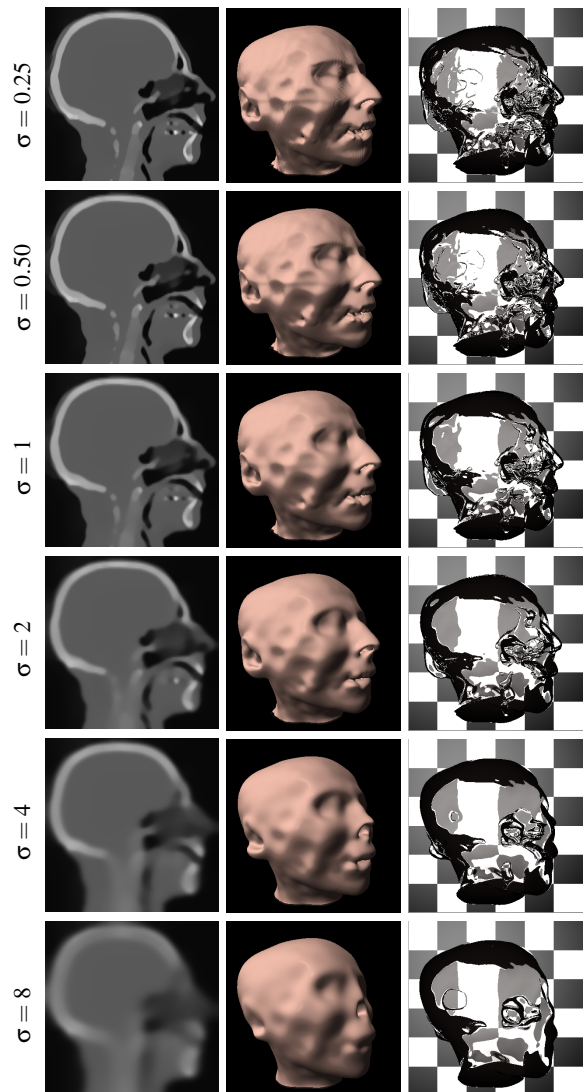 σ = 0.25
σ = 0.50
σ = 1
σ = 2
σ = 4
σ = 8